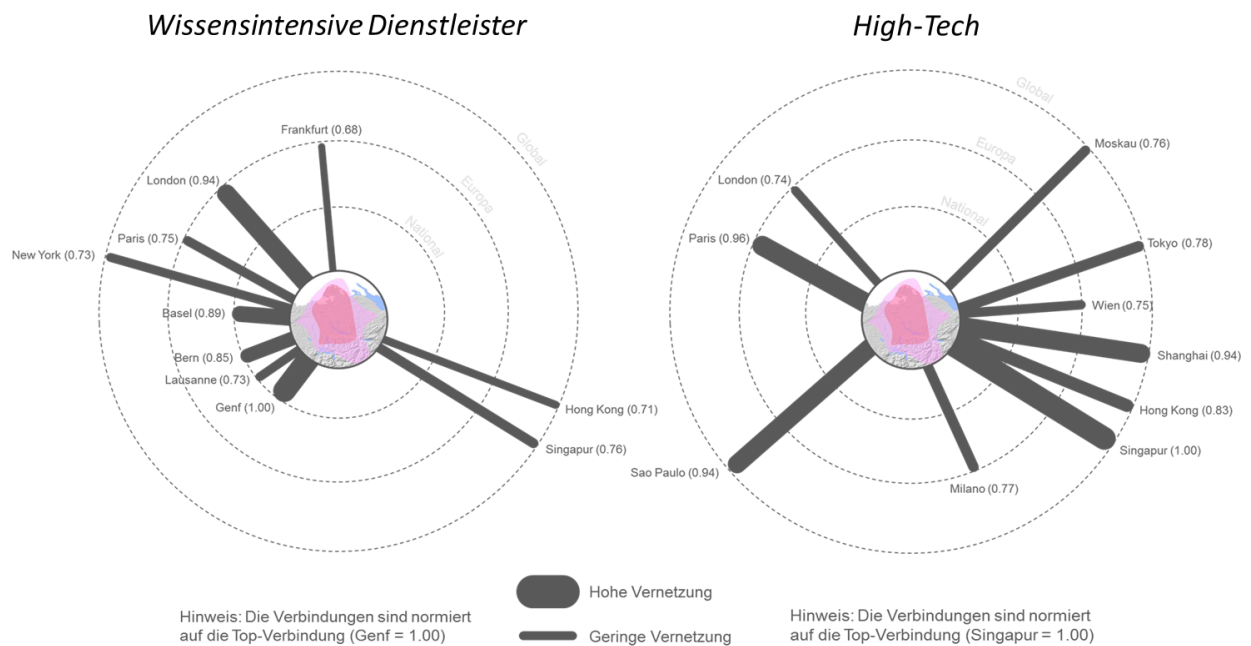 Wissensintensive Dienstleister
Global
Europa
National
Frankfurt (0.68)
London (0.94)
Paris (0.75)
New York (0.73)
Basel (0.89)
Bern (0.85)
Lausanne (0.73)
Genf (1.00)
Hong Kong (0.71)
Singapur (0.76)
Hinweis: Die Verbindungen sind normiert
auf die Top-Verbindung (Genf = 1.00)
High-Tech
Global
Europa
National
Moskau (0.76)
London (0.74)
Paris (0.96)
Tokyo (0.78)
Wien (0.75)
Shanghai (0.94)
Hong Kong (0.83)
Singapur (1.00)
Sao Paulo (0.94)
Milano (0.77)
Hohe Vernetzung
Geringe Vernetzung
Hinweis: Die Verbindungen sind normiert
auf die Top-Verbindung (Singapur = 1.00)